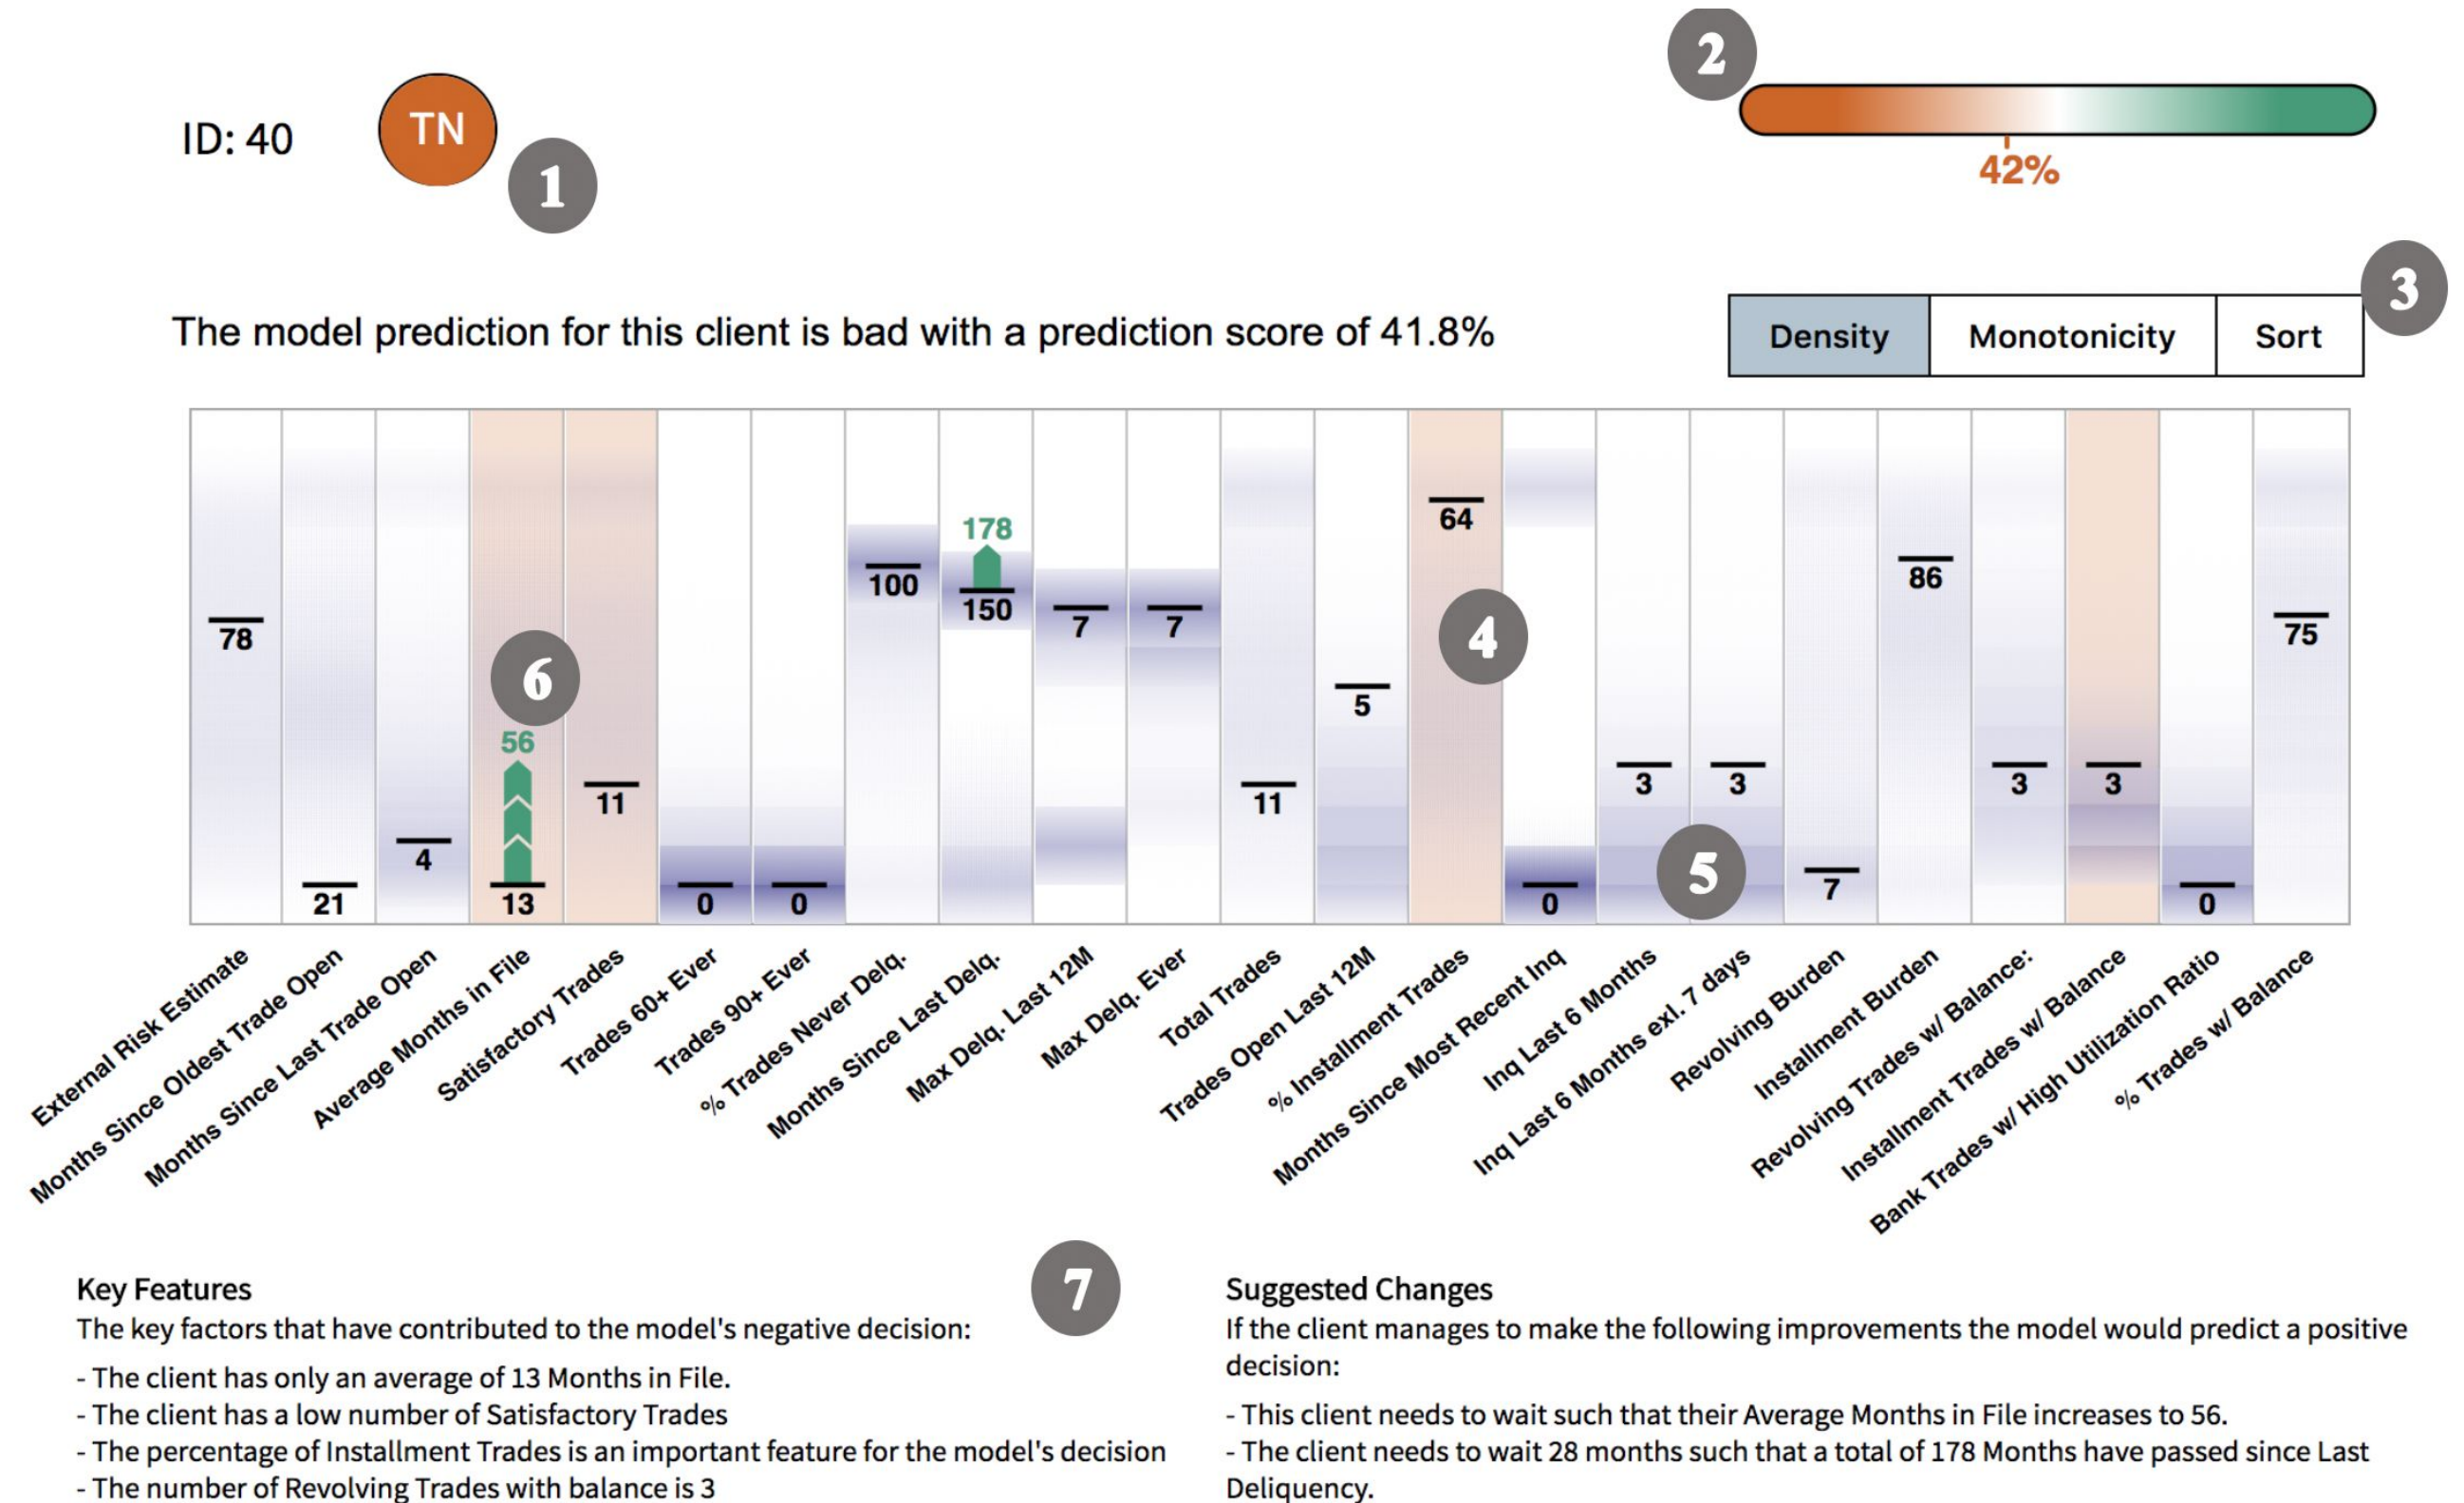 2
ID: 40
TN
1
42%
3
The model prediction for this client is bad with a prediction score of 41.8%
Density
Monotonicity
Sort
78
21
4
56
13
6
11
0
0
100
178
150
7
7
11
5
64
4
0
3
3
5
7
86
3
3
0
75
External Risk Estimate
Months Since Oldest Trade Open
Months Since Last Trade Open
Average Months in File
Satisfactory Trades
Trades 60+ Ever
Trades 90+ Ever
% Trades Never Delq.
Months Since Last Delq.
Max Delq. Last 12M
Max Delq. Ever
Total Trades
Trades Open Last 12M
% Installment Trades
Months Since Most Recent Inq
Inq Last 6 Months
Inq Last 6 Months exl. 7 days
Revolving Burden
Installment Burden
Revolving Trades w/ Balance:
Installment Trades w/ Balance
Bank Trades w/ High Utilization Ratio
% Trades w/ Balance
7
Key Features
The key factors that have contributed to the model's negative decision:
- The client has only an average of 13 Months in File.
- The client has a low number of Satisfactory Trades
- The percentage of Installment Trades is an important feature for the model's decision
- The number of Revolving Trades with balance is 3
Suggested Changes
If the client manages to make the following improvements the model would predict a positive
decision:
- This client needs to wait such that their Average Months in File increases to 56.
- The client needs to wait 28 months such that a total of 178 Months have passed since Last
Deliquency.